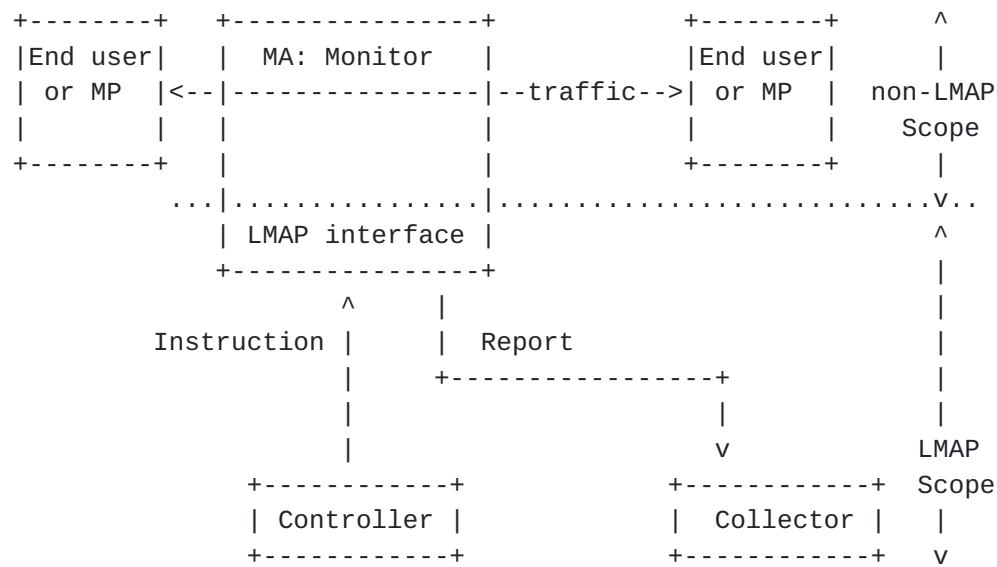 +--------+   +----------------+            +--------+      ^
|End user|   |  MA: Monitor   |            |End user|      |
| or MP  |<--|----------------|--traffic-->| or MP  |  non-LMAP
|        |   |                |            |        |    Scope
+--------+   |                |            +--------+      |
          ...|................|............................v..
             | LMAP interface |                            ^
             +----------------+                            |
                     ^     |                               |
         Instruction |     |  Report                       |
                     |     +-----------------+             |
                     |                       |             |
                     |                       v            LMAP
               +------------+             +------------+  Scope
               | Controller |             |  Collector |    |
               +------------+             +------------+    v